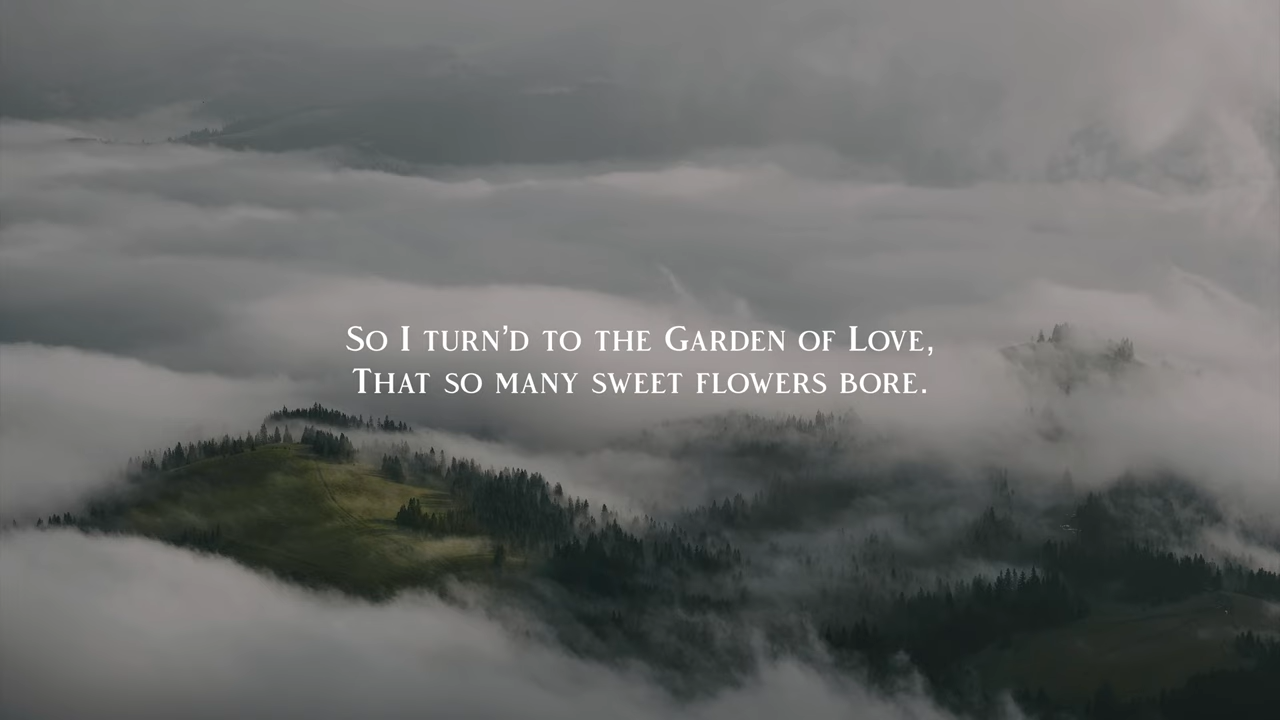 So I turn’d to the Garden of Love,
That so many sweet flowers bore.